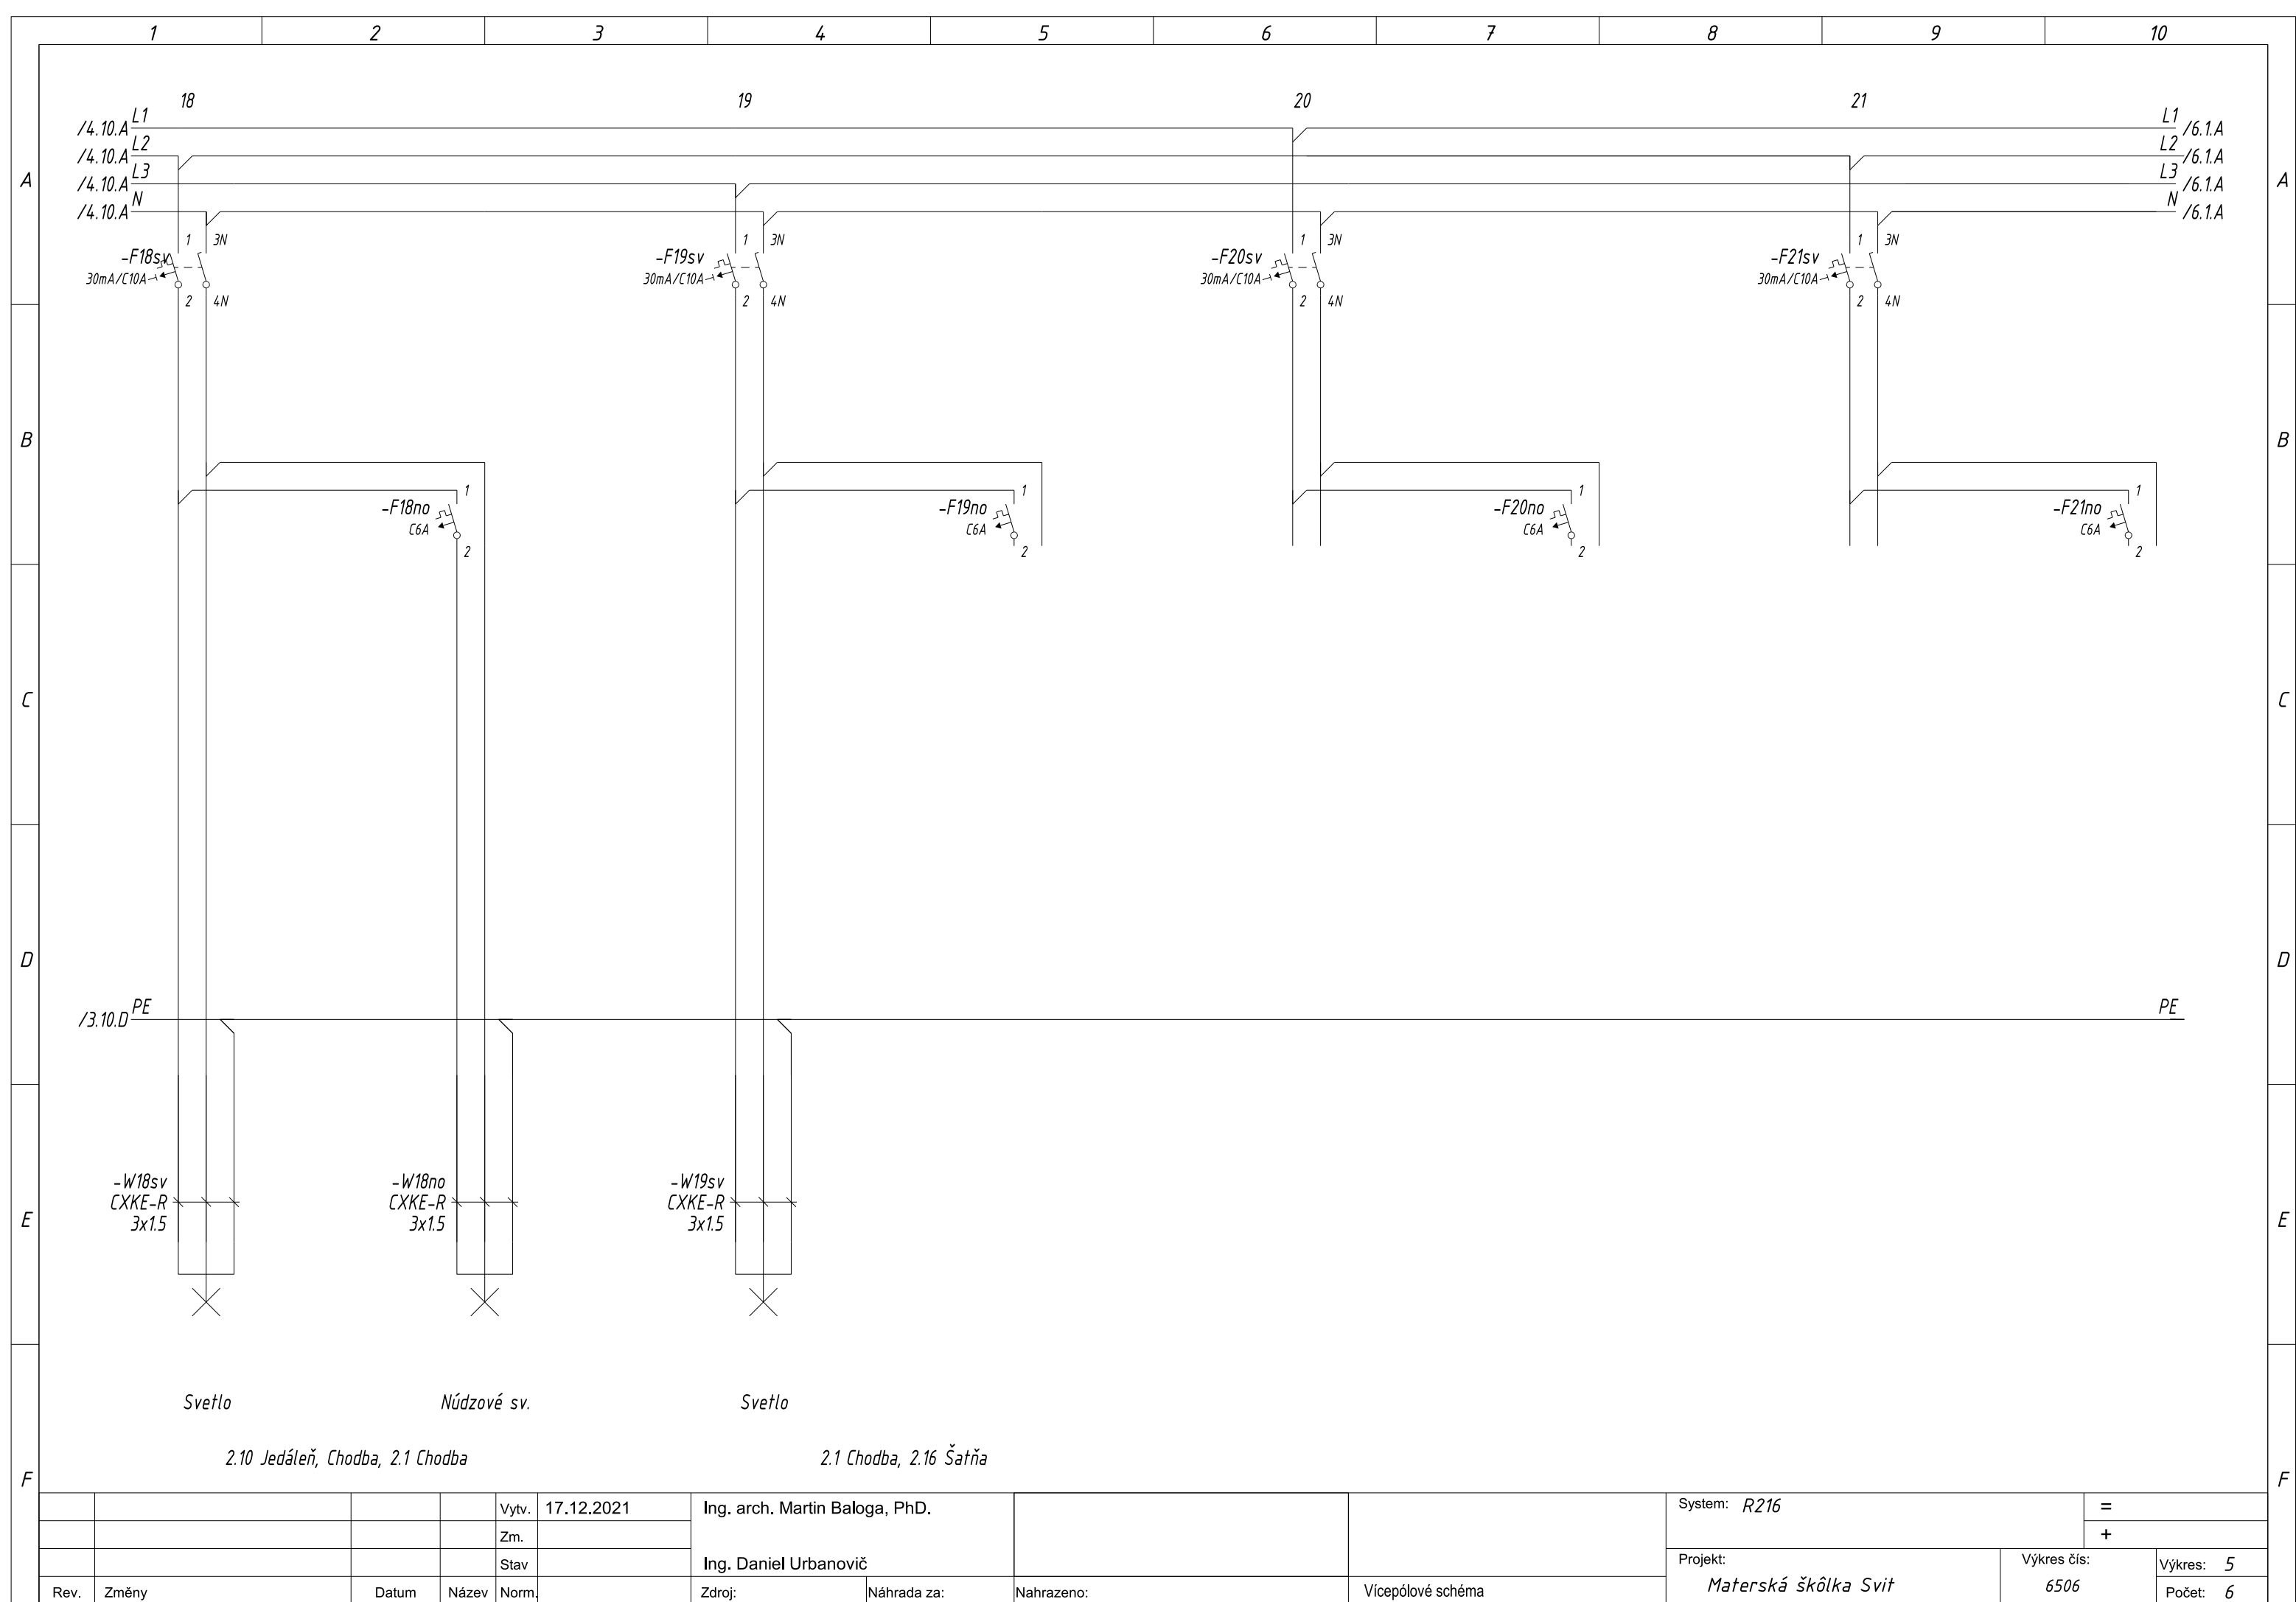 1 2 3 4 5 6 7 8 9 10
18 19 20 21
/4.10.A L1 L1 /6.1.A
/4.10.A L2 L2 /6.1.A
A /4.10.A L3 L3 /6.1.A A
/4.10.A N N /6.1.A
1 3N 1 3N 1 3N 1 3N
-F18sv -F19sv -F20sv -F21sv
30mA/C10A 30mA/C10A 30mA/C10A 30mA/C10A
2 4N 2 4N 2 4N 2 4N
B B
1 1 1 1
-F18no -F19no -F20no -F21no
C6A C6A C6A C6A
2 2 2 2
C C
D D
/3.10.D PE PE
-W18sv -W18no -W19sv
CXKE-R CXKE-R CXKE-R
3x1.5 3x1.5 3x1.5
E E
Svetlo Núdzové sv. Svetlo
2.10 Jedáleň, Chodba, 2.1 Chodba 2.1 Chodba, 2.16 Šatňa
F F
Vytv. 17.12.2021 Ing. arch. Martin Baloga, PhD. System: R216 =
Zm. +
Stav Ing. Daniel Urbanovič Projekt: Výkres čís: Výkres: 5
Rev. Změny Datum Název Norm. Zdroj: Náhrada za: Nahrazeno: Vícepólové schéma Materská škôlka Svit 6506 Počet: 6